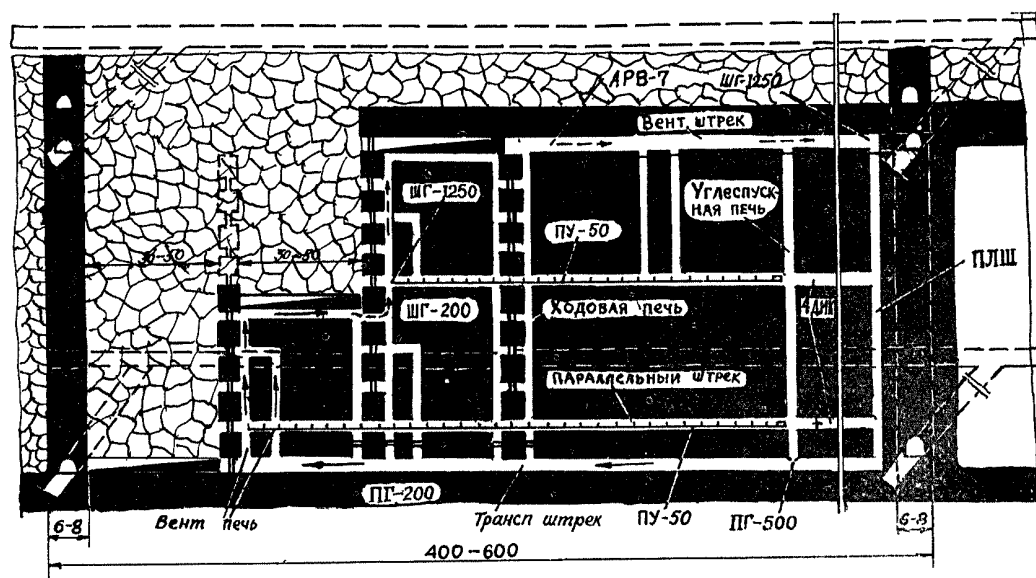 АРВ-7
ШГ-1250
Вент. штрек
ШГ-1250
УГЛЕСПУСК-
НАЯ ПЕЧЬ
ПУ-50
ПЛШ
30-50
30-50
ШГ-200
ХОДОВАЯ ПЕЧЬ
ПАРАЛЛЕЛЬНЫЙ ШТРЕК
ПГ-200
Вент печь
Трансп штрек
ПУ-50
ПГ-500
6-8
6-8
400-600